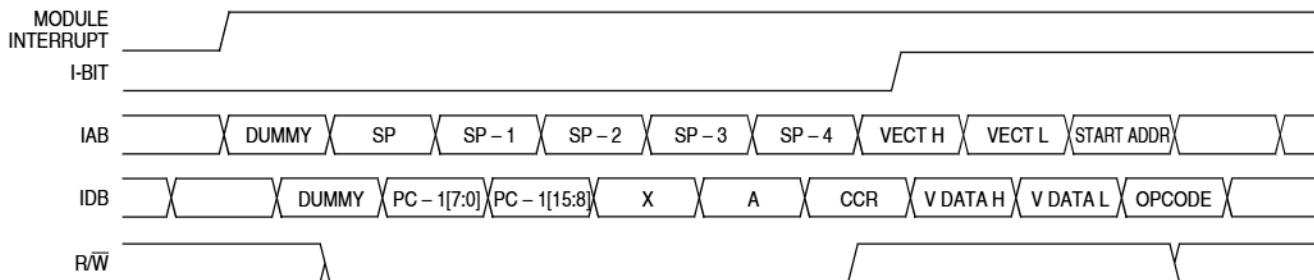 MODULE
INTERRUPT
I-BIT
IAB DUMMY SP SP – 1 SP – 2 SP – 3 SP – 4 VECT H VECT L START ADDR
IDB DUMMY PC – 1[7:0] PC – 1[15:8] X A CCR V DATA H V DATA L OPCODE
R/W̅